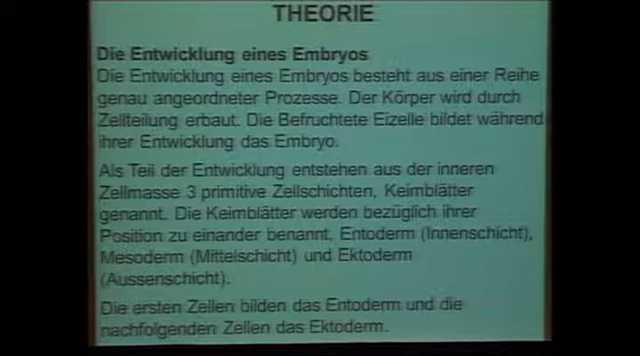 THEORIE
Die Entwicklung eines Embryos
Die Entwicklung eines Embryos besteht aus einer Reihe
genau angeordneter Prozesse. Der Körper wird durch
Zellteilung erbaut. Die Befruchtete Eizelle bildet während
ihrer Entwicklung das Embryo.
Als Teil der Entwicklung entstehen aus der inneren
Zellmasse 3 primitive Zellschichten, Keimblätter
genannt. Die Keimblätter werden bezüglich ihrer
Position zu einander benannt, Entoderm (Innenschicht),
Mesoderm (Mittelschicht) und Ektoderm
(Aussenschicht).
Die ersten Zellen bilden das Entoderm und die
nachfolgenden Zellen das Ektoderm.